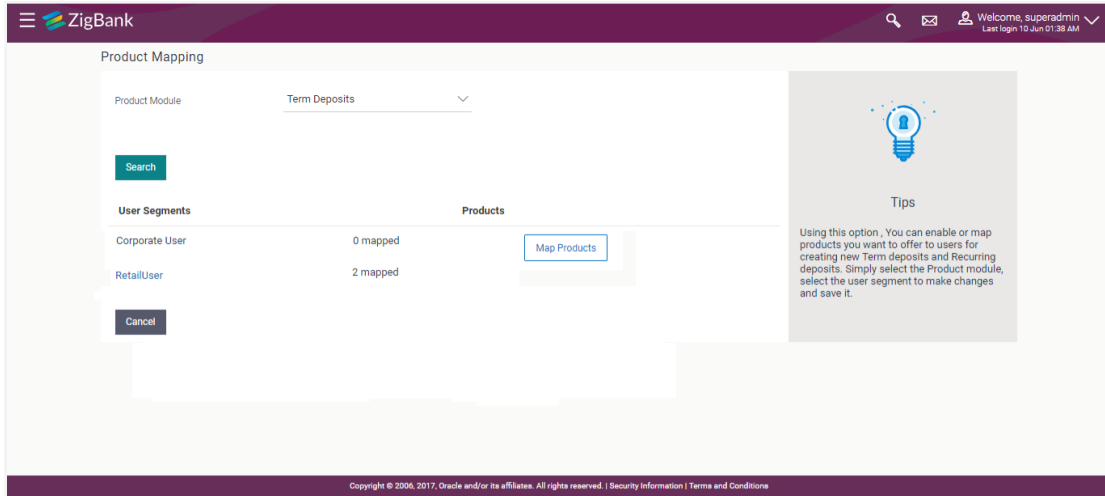 ZigBank
Welcome, superadmin
Last login 10 Jun 01:38 AM
Product Mapping
Product Module
Term Deposits
Search
User Segments Products
Corporate User 0 mapped Map Products
RetailUser 2 mapped
Cancel
Tips
Using this option , You can enable or map
products you want to offer to users for
creating new Term deposits and Recurring
deposits. Simply select the Product module,
select the user segment to make changes
and save it.
Copyright © 2006, 2017, Oracle and/or its affiliates. All rights reserved. | Security Information | Terms and Conditions